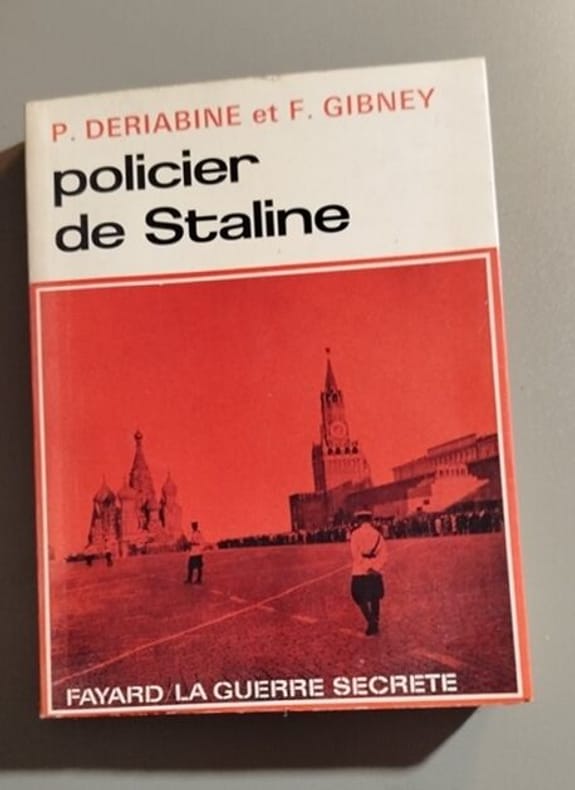 P. DERIABINE et F. GIBNEY
policier
de Staline
FAYARD/LA GUERRE SECRETE